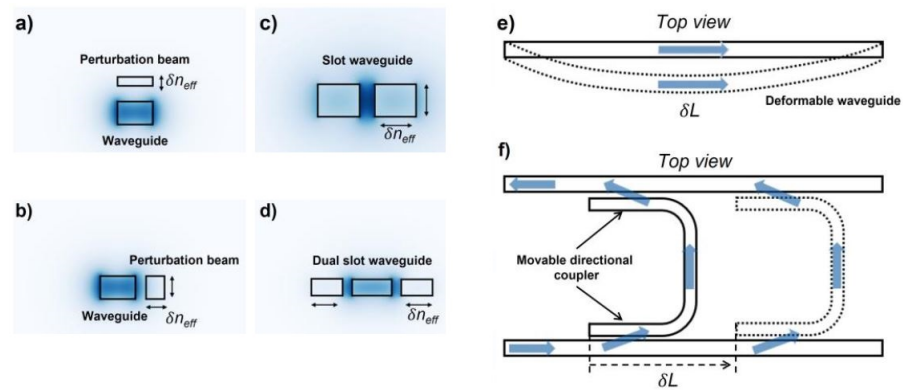 a)
Perturbation beam
δn_eff
Waveguide
b)
Perturbation beam
Waveguide
δn_eff
c)
Slot waveguide
δn_eff
d)
Dual slot waveguide
δn_eff
e)
Top view
δL
Deformable waveguide
f)
Top view
Movable directional
coupler
δL